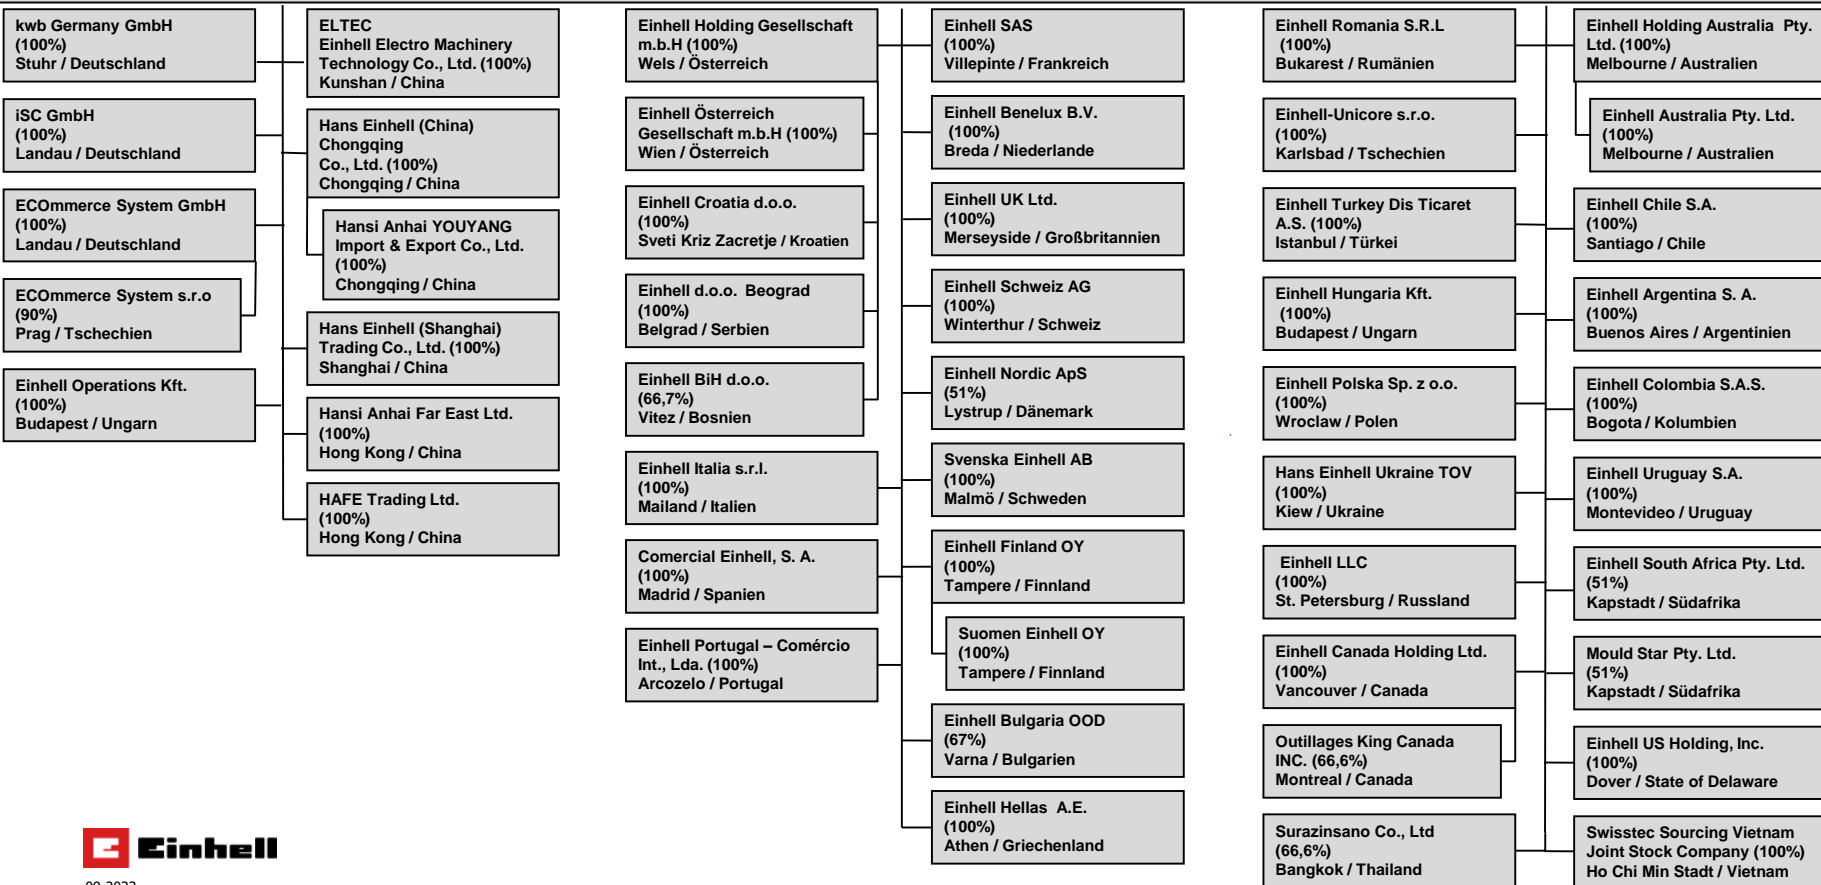 kwb Germany GmbH
(100%)
Stuhr / Deutschland
iSC GmbH
(100%)
Landau / Deutschland
ECOmmerce System GmbH
(100%)
Landau / Deutschland
ECOmmerce System s.r.o
(90%)
Prag / Tschechien
Einhell Operations Kft.
(100%)
Budapest / Ungarn
ELTEC
Einhell Electro Machinery
Technology Co., Ltd. (100%)
Kunshan / China
Hans Einhell (China)
Chongqing
Co., Ltd. (100%)
Chongqing / China
Hansi Anhai YOUYANG
Import & Export Co., Ltd.
(100%)
Chongqing / China
Hans Einhell (Shanghai)
Trading Co., Ltd. (100%)
Shanghai / China
Hansi Anhai Far East Ltd.
(100%)
Hong Kong / China
HAFE Trading Ltd.
(100%)
Hong Kong / China
Einhell Holding Gesellschaft
m.b.H (100%)
Wels / Österreich
Einhell Österreich
Gesellschaft m.b.H (100%)
Wien / Österreich
Einhell Croatia d.o.o.
(100%)
Sveti Kriz Zacretje / Kroatien
Einhell d.o.o. Beograd
(100%)
Belgrad / Serbien
Einhell BiH d.o.o.
(66,7%)
Vitez / Bosnien
Einhell Italia s.r.l.
(100%)
Mailand / Italien
Comercial Einhell, S. A.
(100%)
Madrid / Spanien
Einhell Portugal – Comércio
Int., Lda. (100%)
Arcozelo / Portugal
Einhell SAS
(100%)
Villepinte / Frankreich
Einhell Benelux B.V.
(100%)
Breda / Niederlande
Einhell UK Ltd.
(100%)
Merseyside / Großbritannien
Einhell Schweiz AG
(100%)
Winterthur / Schweiz
Einhell Nordic ApS
(51%)
Lystrup / Dänemark
Svenska Einhell AB
(100%)
Malmö / Schweden
Einhell Finland OY
(100%)
Tampere / Finnland
Suomen Einhell OY
(100%)
Tampere / Finnland
Einhell Bulgaria OOD
(67%)
Varna / Bulgarien
Einhell Hellas A.E.
(100%)
Athen / Griechenland
Einhell Romania S.R.L
(100%)
Bukarest / Rumänien
Einhell-Unicore s.r.o.
(100%)
Karlsbad / Tschechien
Einhell Turkey Dis Ticaret
A.S. (100%)
Istanbul / Türkei
Einhell Hungaria Kft.
(100%)
Budapest / Ungarn
Einhell Polska Sp. z o.o.
(100%)
Wroclaw / Polen
Hans Einhell Ukraine TOV
(100%)
Kiew / Ukraine
Einhell LLC
(100%)
St. Petersburg / Russland
Einhell Canada Holding Ltd.
(100%)
Vancouver / Canada
Outillages King Canada
INC. (66,6%)
Montreal / Canada
Surazinsano Co., Ltd
(66,6%)
Bangkok / Thailand
Einhell Holding Australia Pty.
Ltd. (100%)
Melbourne / Australien
Einhell Australia Pty. Ltd.
(100%)
Melbourne / Australien
Einhell Chile S.A.
(100%)
Santiago / Chile
Einhell Argentina S. A.
(100%)
Buenos Aires / Argentinien
Einhell Colombia S.A.S.
(100%)
Bogota / Kolumbien
Einhell Uruguay S.A.
(100%)
Montevideo / Uruguay
Einhell South Africa Pty. Ltd.
(51%)
Kapstadt / Südafrika
Mould Star Pty. Ltd.
(51%)
Kapstadt / Südafrika
Einhell US Holding, Inc.
(100%)
Dover / State of Delaware
Swisstec Sourcing Vietnam
Joint Stock Company (100%)
Ho Chi Min Stadt / Vietnam
Einhell